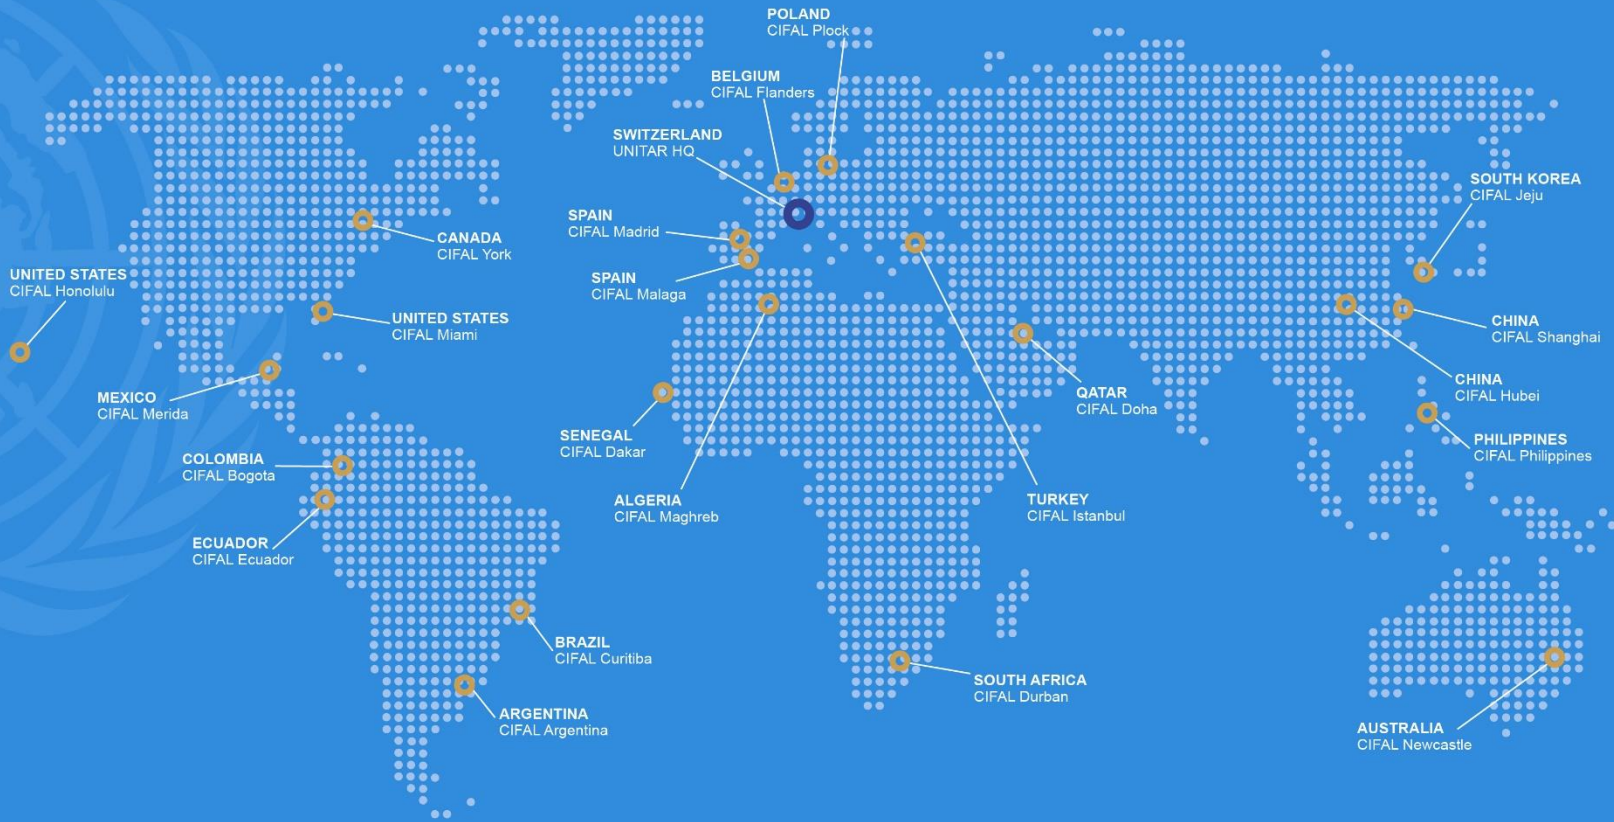 POLAND
CIFAL Plock
BELGIUM
CIFAL Flanders
SWITZERLAND
UNITAR HQ
SOUTH KOREA
CIFAL Jeju
SPAIN
CIFAL Madrid
CANADA
CIFAL York
UNITED STATES
CIFAL Honolulu
SPAIN
CIFAL Malaga
UNITED STATES
CIFAL Miami
CHINA
CIFAL Shanghai
CHINA
CIFAL Hubei
QATAR
CIFAL Doha
MEXICO
CIFAL Merida
SENEGAL
CIFAL Dakar
PHILIPPINES
CIFAL Philippines
COLOMBIA
CIFAL Bogota
ALGERIA
CIFAL Maghreb
TURKEY
CIFAL Istanbul
ECUADOR
CIFAL Ecuador
BRAZIL
CIFAL Curitiba
SOUTH AFRICA
CIFAL Durban
ARGENTINA
CIFAL Argentina
AUSTRALIA
CIFAL Newcastle